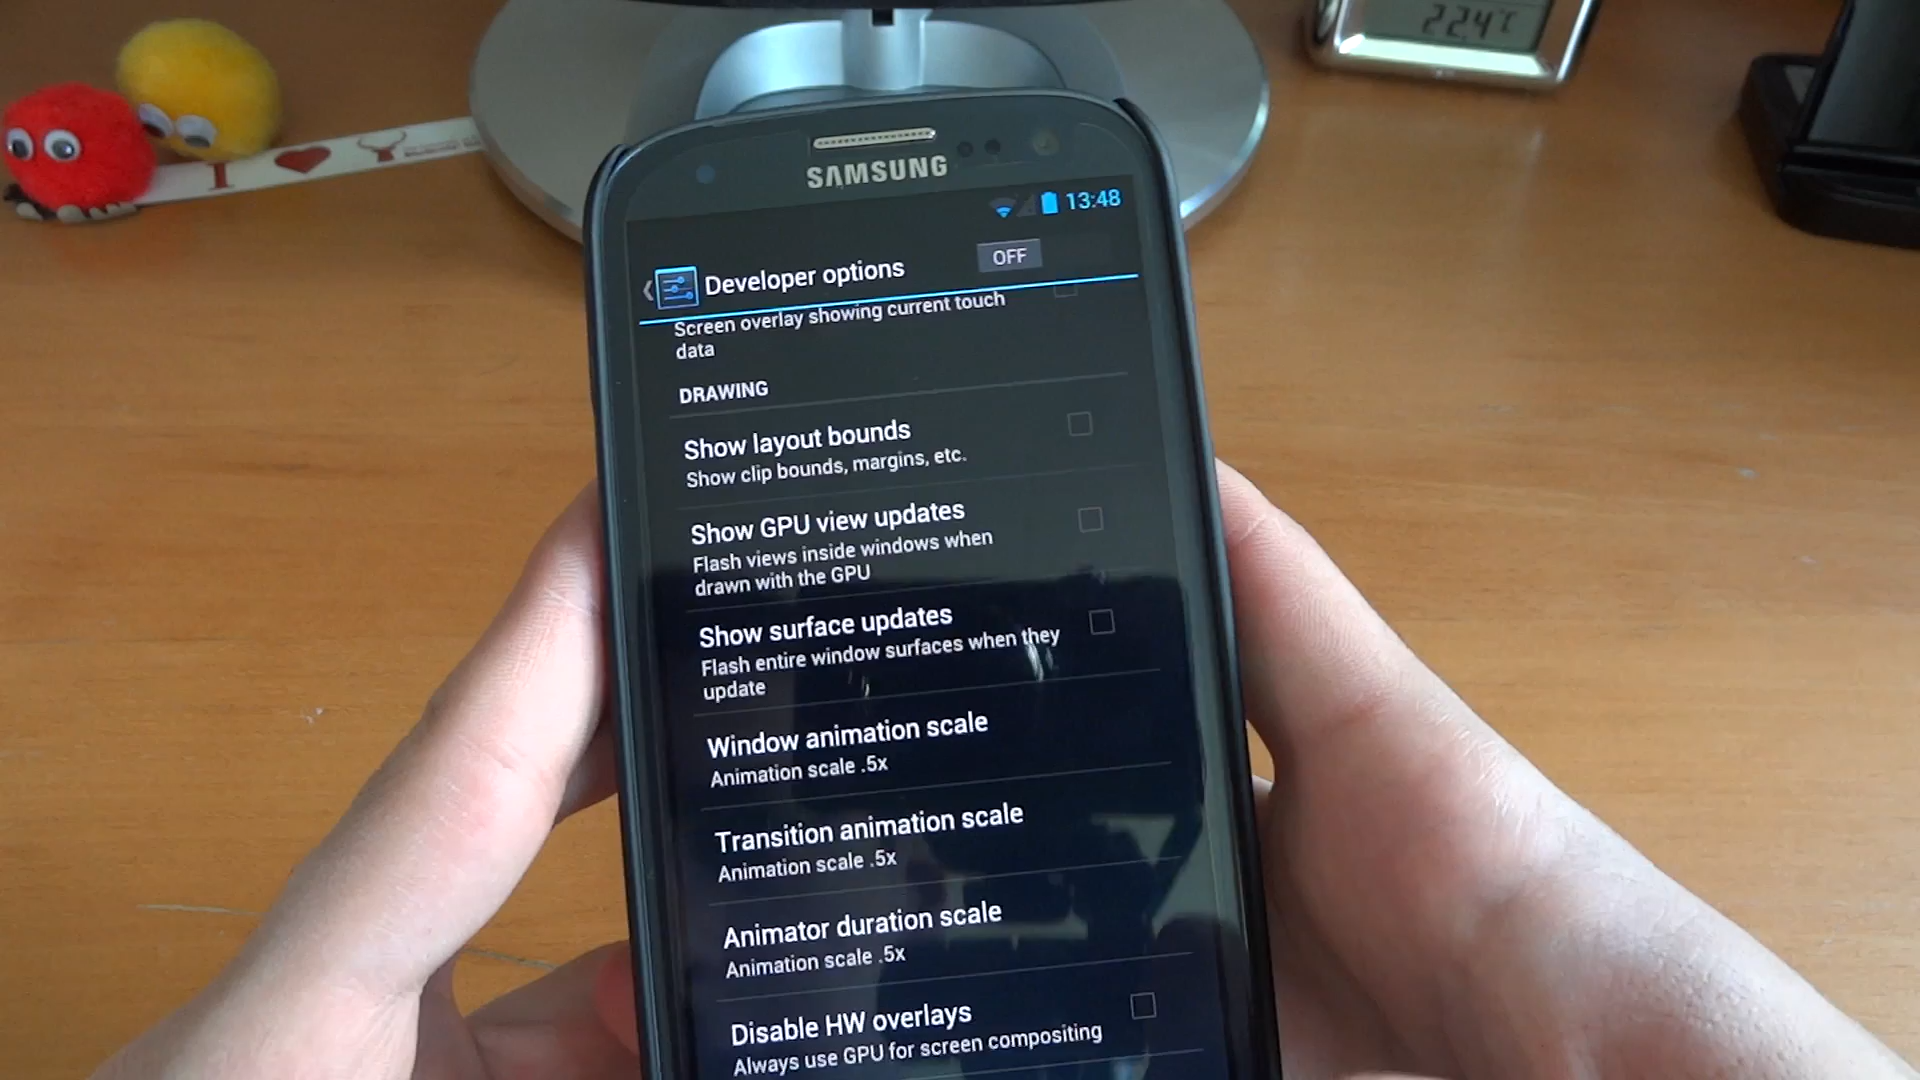 22.4°C
I
SAMSUNG
13:48
Developer options
OFF
Screen overlay showing current touch
data
DRAWING
Show layout bounds
Show clip bounds, margins, etc.
Show GPU view updates
Flash views inside windows when
drawn with the GPU
Show surface updates
Flash entire window surfaces when they
update
Window animation scale
Animation scale .5x
Transition animation scale
Animation scale .5x
Animator duration scale
Animation scale .5x
Disable HW overlays
Always use GPU for screen compositing